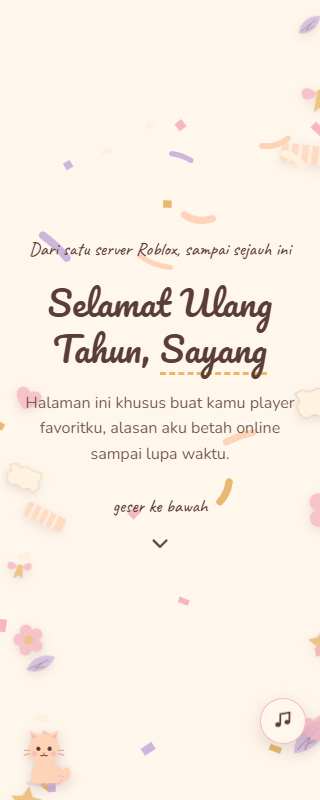 Dari satu server Roblox, sampai sejauh ini
Selamat Ulang
Tahun, Sayang
Halaman ini khusus buat kamu player
favoritku, alasan aku betah online
sampai lupa waktu.
geser ke bawah